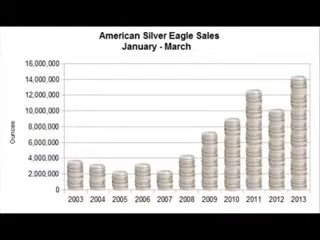 American Silver Eagle Sales
January - March
16,000,000
14,000,000
12,000,000
10,000,000
8,000,000
6,000,000
4,000,000
2,000,000
0
Ounces
2003 2004 2005 2006 2007 2008 2009 2010 2011 2012 2013